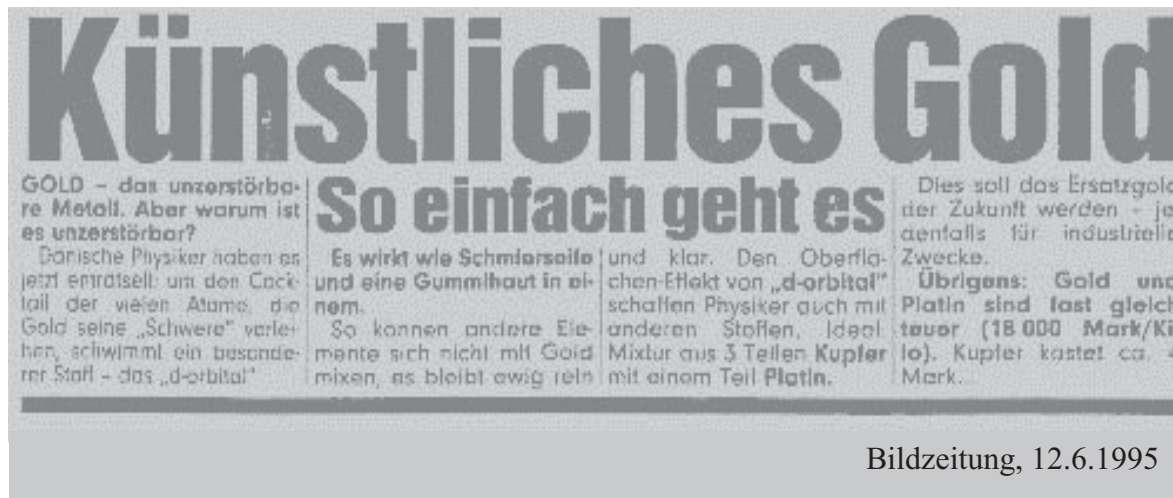 Künstliches Gold
So einfach geht es
GOLD – das unzerstörba-
re Metall. Aber warum ist
es unzerstörbar?
Dänische Physiker haben es
jetzt enträtselt: um den Cock-
tail der vielen Atome, die
Gold seine „Schwere" verlei-
hen, schwimmt ein besonde-
rer Stoff – das „d-orbital"
Es wirkt wie Schmierseife
und eine Gummihaut in ei-
nem.
So können andere Ele-
mente sich nicht mit Gold
mixen, es bleibt ewig rein
und klar. Den Oberflä-
chen-Effekt von „d-orbital"
schaffen Physiker auch mit
anderen Stoffen. Ideal:
Mixtur aus 3 Teilen Kupfer
mit einem Teil Platin.
Dies soll das Ersatzgold
der Zukunft werden – je-
denfalls für industrielle
Zwecke.
Übrigens: Gold und
Platin sind fast gleich
teuer (18 000 Mark/Ki-
lo). Kupfer kostet ca.
Mark.
Bildzeitung, 12.6.1995